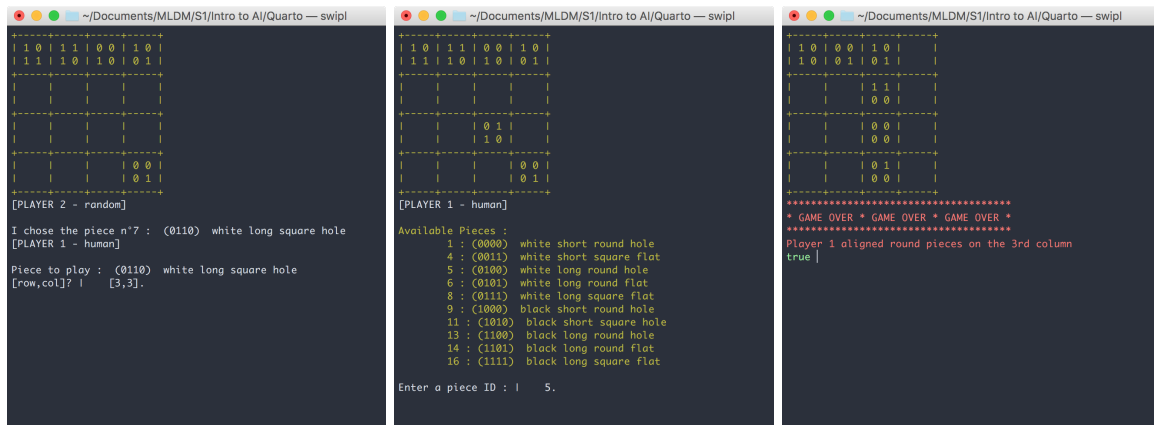 ~/Documents/MLDM/S1/Intro to AI/Quarto — swipl
+-----+-----+-----+-----+
| 1 0 | 1 1 | 0 0 | 1 0 |
| 1 1 | 1 0 | 1 0 | 0 1 |
+-----+-----+-----+-----+
|     |     |     |     |
|     |     |     |     |
+-----+-----+-----+-----+
|     |     |     |     |
|     |     |     |     |
+-----+-----+-----+-----+
|     |     |     | 0 0 |
|     |     |     | 0 1 |
+-----+-----+-----+-----+
[PLAYER 2 - random]
I chose the piece n°7 :  (0110)  white long square hole
[PLAYER 1 - human]
Piece to play :  (0110)  white long square hole
[row,col]? |    [3,3].
~/Documents/MLDM/S1/Intro to AI/Quarto — swipl
+-----+-----+-----+-----+
| 1 0 | 1 1 | 0 0 | 1 0 |
| 1 1 | 1 0 | 1 0 | 0 1 |
+-----+-----+-----+-----+
|     |     |     |     |
|     |     |     |     |
+-----+-----+-----+-----+
|     |     | 0 1 |     |
|     |     | 1 0 |     |
+-----+-----+-----+-----+
|     |     |     | 0 0 |
|     |     |     | 0 1 |
+-----+-----+-----+-----+
[PLAYER 1 - human]
Available Pieces :
1 : (0000)  white short round hole
4 : (0011)  white short square flat
5 : (0100)  white long round hole
6 : (0101)  white long round flat
8 : (0111)  white long square flat
9 : (1000)  black short round hole
11 : (1010)  black short square hole
13 : (1100)  black long round hole
14 : (1101)  black long round flat
16 : (1111)  black long square flat
Enter a piece ID : |    5.
~/Documents/MLDM/S1/Intro to AI/Quarto — swipl
+-----+-----+-----+-----+
| 1 0 | 0 0 | 1 0 |     |
| 1 0 | 0 1 | 0 1 |     |
+-----+-----+-----+-----+
|     |     | 1 1 |     |
|     |     | 0 0 |     |
+-----+-----+-----+-----+
|     |     | 0 0 |     |
|     |     | 0 0 |     |
+-----+-----+-----+-----+
|     |     | 0 1 |     |
|     |     | 0 0 |     |
+-----+-----+-----+-----+
*************************************
* GAME OVER * GAME OVER * GAME OVER *
*************************************
Player 1 aligned round pieces on the 3rd column
true